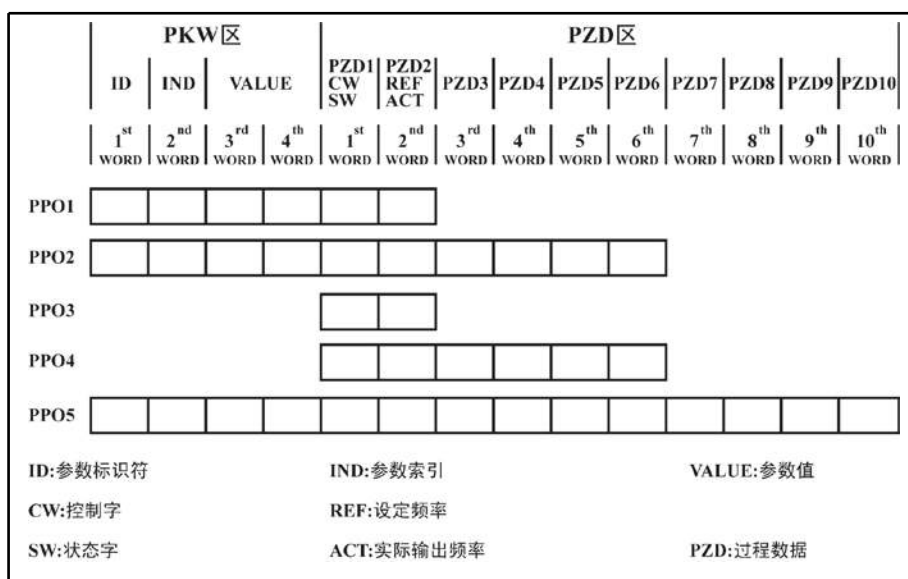 PKW区 PZD区
ID IND VALUE PZD1 CW SW PZD2 REF ACT PZD3 PZD4 PZD5 PZD6 PZD7 PZD8 PZD9 PZD10
1st WORD 2nd WORD 3rd WORD 4th WORD 1st WORD 2nd WORD 3rd WORD 4th WORD 5th WORD 6th WORD 7th WORD 8th WORD 9th WORD 10th WORD
PPO1
PPO2
PPO3
PPO4
PPO5
ID:参数标识符 IND:参数索引 VALUE:参数值
CW:控制字 REF:设定频率
SW:状态字 ACT:实际输出频率 PZD:过程数据